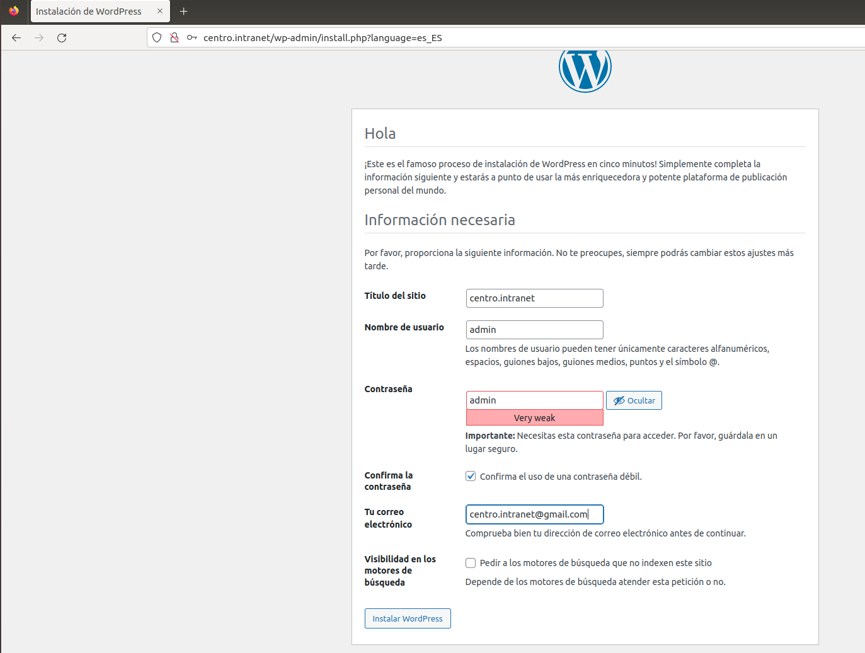 Instalación de WordPress
centro.intranet/wp-admin/install.php?language=es_ES
Hola
¡Este es el famoso proceso de instalación de WordPress en cinco minutos! Simplemente completa la
información siguiente y estarás a punto de usar la más enriquecedora y potente plataforma de publicación
personal del mundo.
Información necesaria
Por favor, proporciona la siguiente información. No te preocupes, siempre podrás cambiar estos ajustes más
tarde.
Título del sitio
centro.intranet
Nombre de usuario
admin
Los nombres de usuario pueden tener únicamente caracteres alfanuméricos,
espacios, guiones bajos, guiones medios, puntos y el símbolo @.
Contraseña
admin
Ocultar
Very weak
Importante: Necesitas esta contraseña para acceder. Por favor, guárdala en un
lugar seguro.
Confirma la
contraseña
Confirma el uso de una contraseña débil.
Tu correo
electrónico
centro.intranet@gmail.com
Comprueba bien tu dirección de correo electrónico antes de continuar.
Visibilidad en los
motores de
búsqueda
Pedir a los motores de búsqueda que no indexen este sitio
Depende de los motores de búsqueda atender esta petición o no.
Instalar WordPress